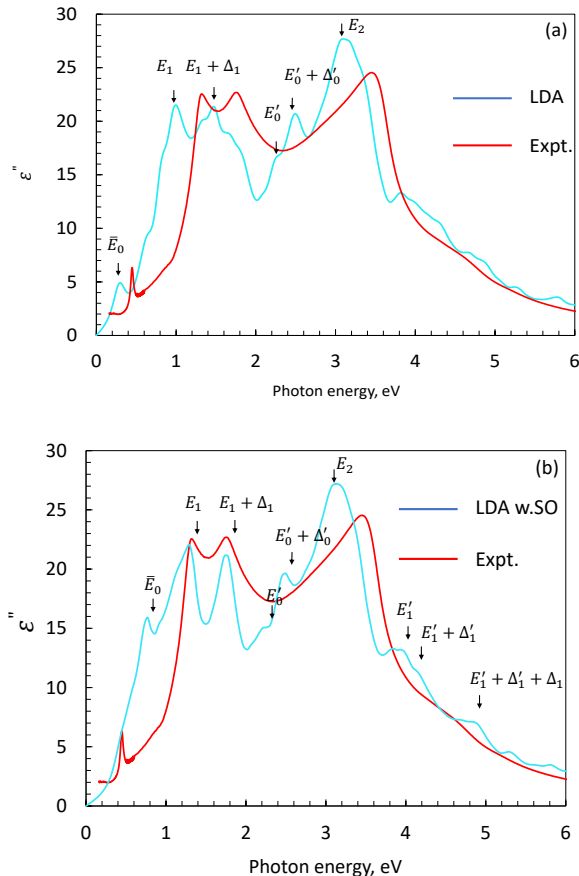 (a)
E₂
E₁ E₁ + Δ₁
E₀′ + Δ₀′
E₀′
LDA
Expt.
Ē₀
ε"
30
25
20
15
10
5
0
0 1 2 3 4 5 6
Photon energy, eV
(b)
E₂
E₁
E₁ + Δ₁
LDA w.SO
E₀′ + Δ₀′
Expt.
Ē₀
E₀′
E₁′
E₁′ + Δ₁′
E₁′ + Δ₁′ + Δ₁
ε"
30
25
20
15
10
5
0
0 1 2 3 4 5 6
Photon energy, eV